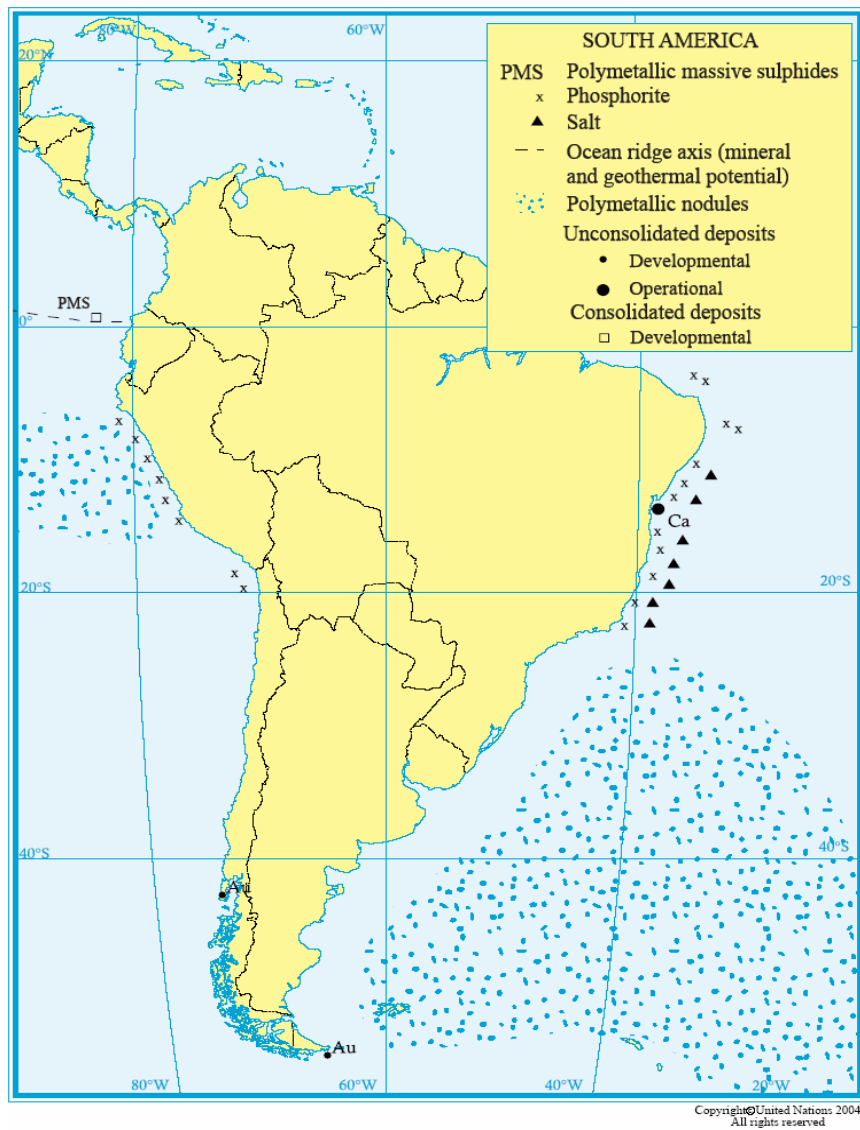 80°W
60°W
20°N
SOUTH AMERICA
PMS Polymetallic massive sulphides
x Phosphorite
Salt
Ocean ridge axis (mineral
and geothermal potential)
Polymetallic nodules
Unconsolidated deposits
Developmental
Operational
Consolidated deposits
Developmental
PMS
0°
x x
x x
x x
x x
x
x x
x x
x
Ca
x x
x
x
x x
x
x
20°S
20°S
x
x
40°S
40°S
Au
Au
80°W
60°W
40°W
20°W
Copyright©United Nations 2004
All rights reserved